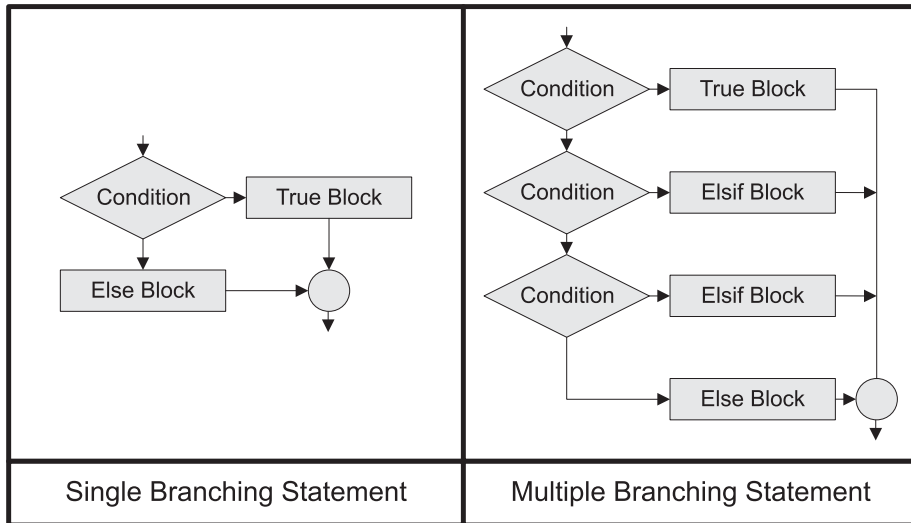 Condition
True Block
Else Block
Single Branching Statement
Condition
True Block
Condition
Elsif Block
Condition
Elsif Block
Else Block
Multiple Branching Statement